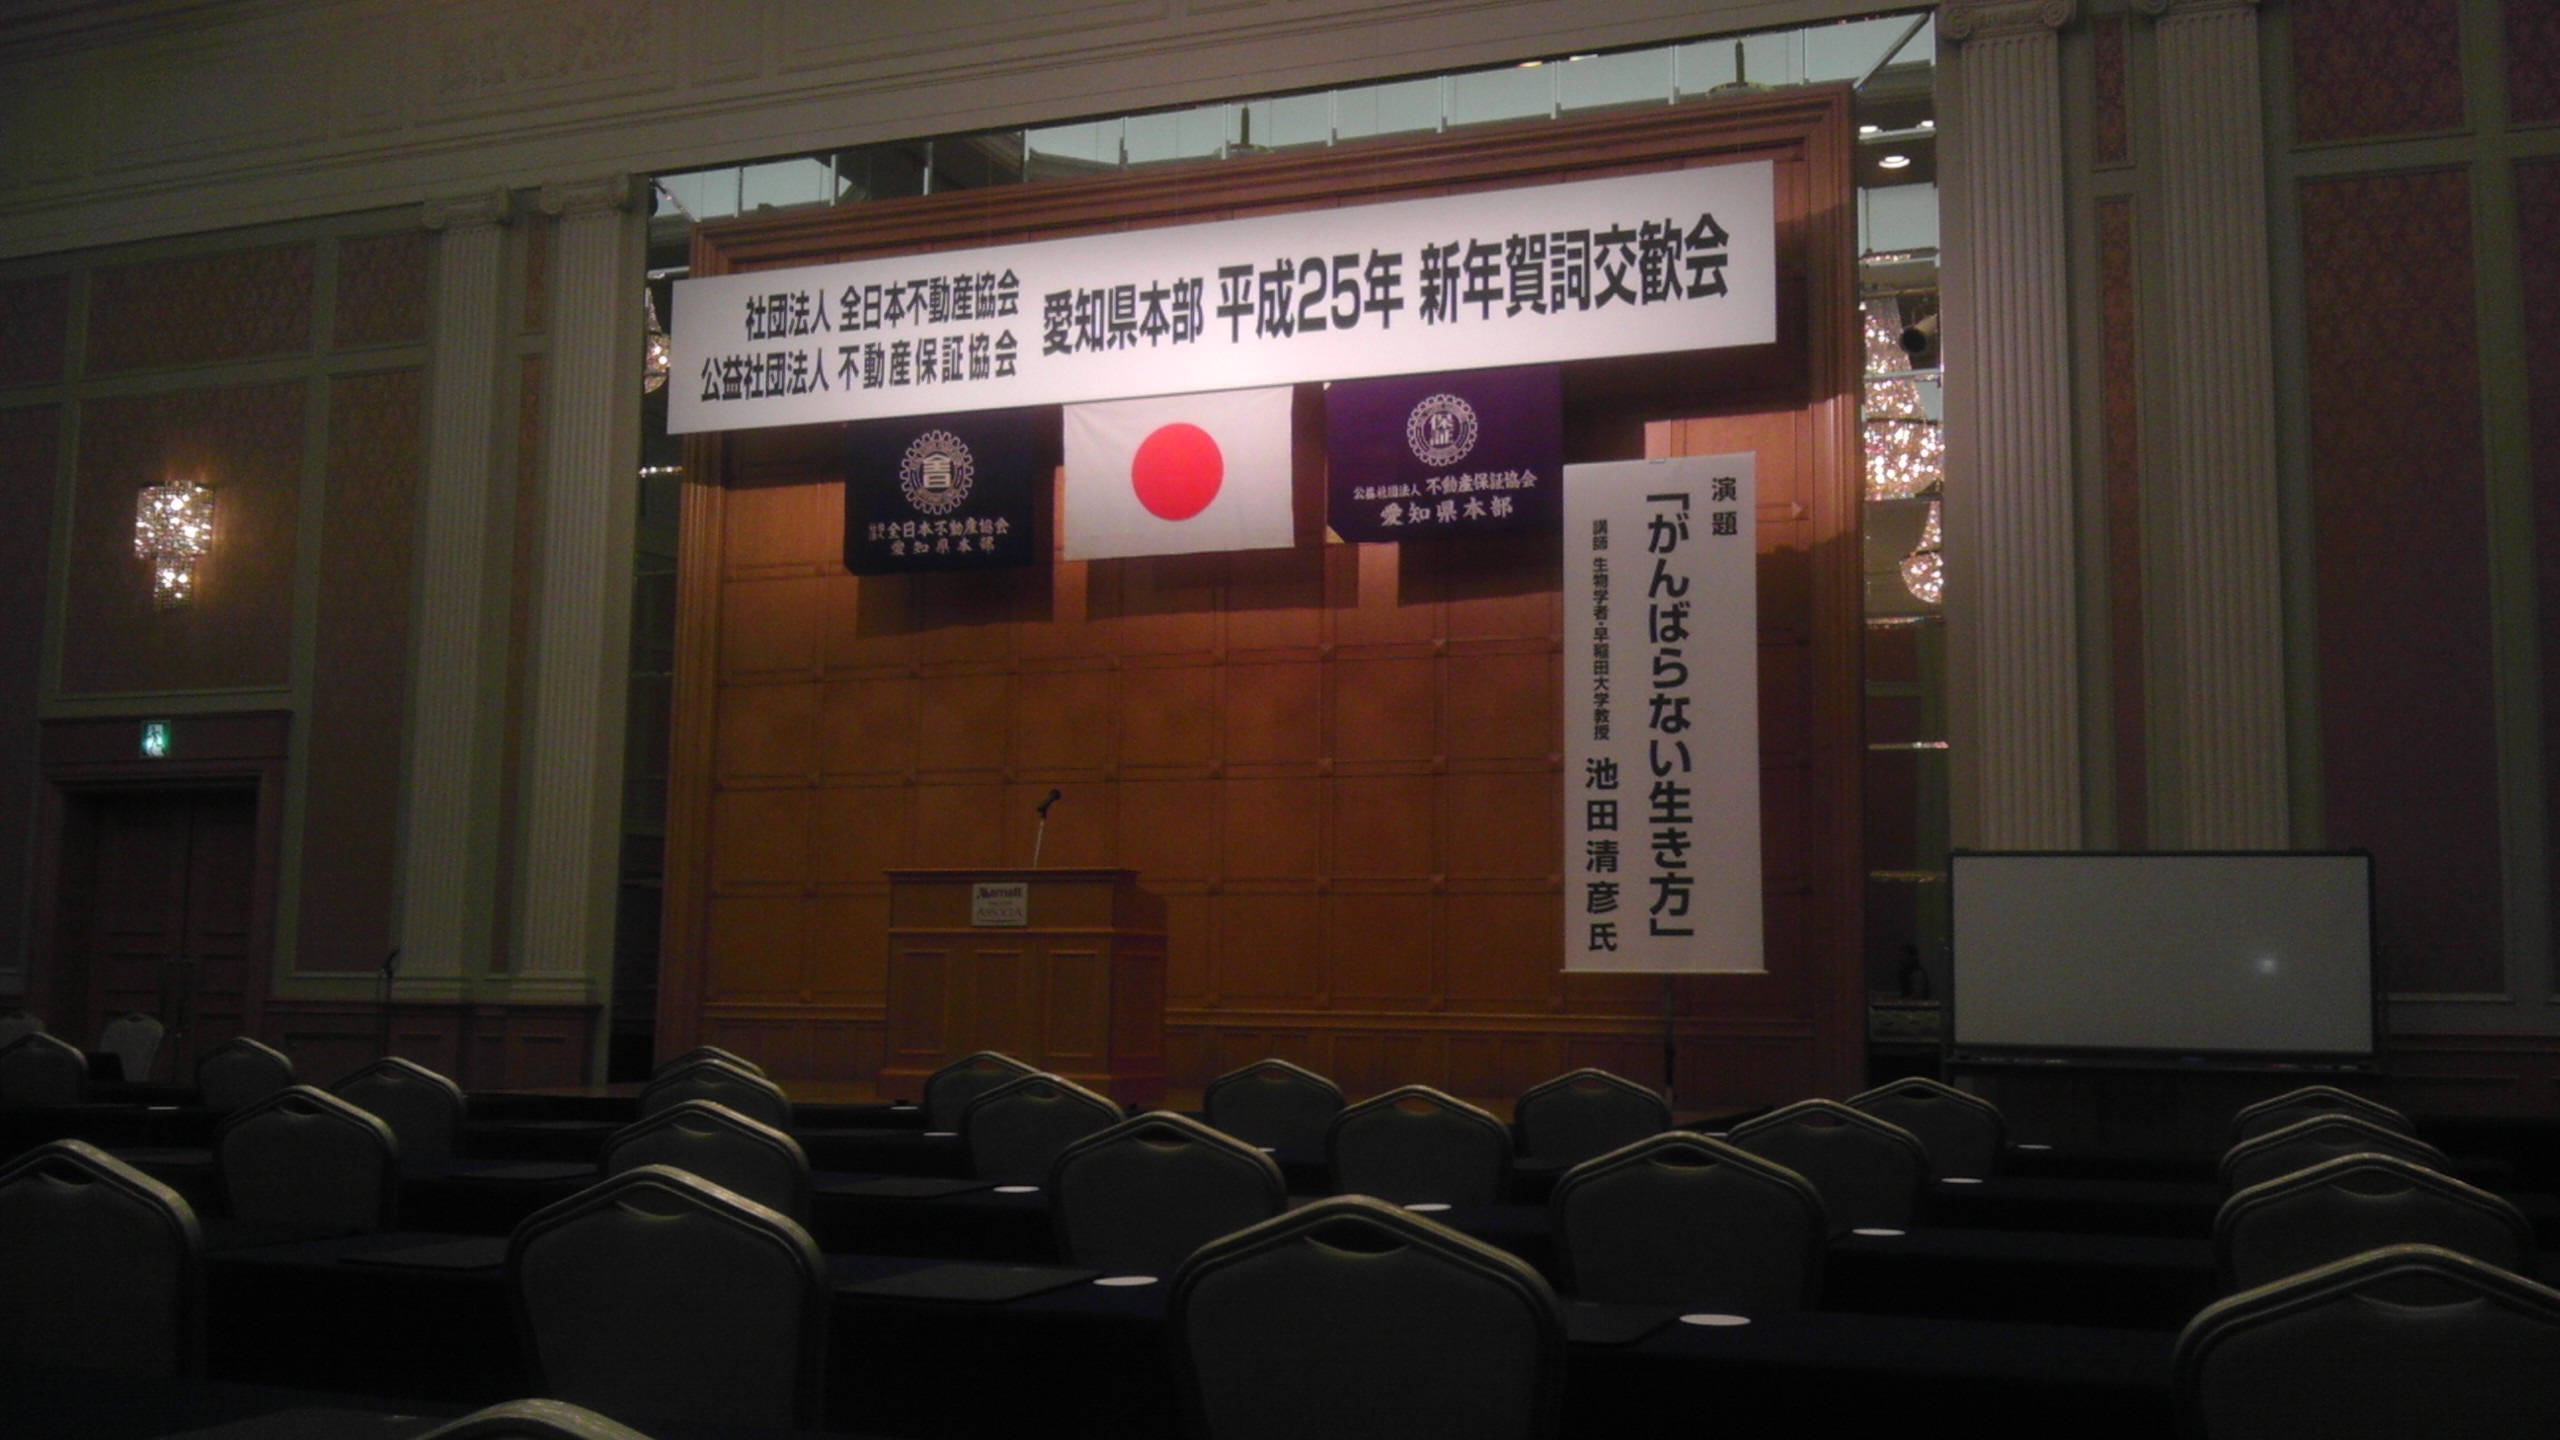 社団法人 全日本不動産協会
公益社団法人 不動産保証協会
愛知県本部 平成25年 新年賀詞交歓会
全日本不動産協会
愛知県本部
保証
公益社団法人 不動産保証協会
愛知県本部
演題
「がんばらない生き方」
講師 生物学者・早稲田大学教授 池田清彦氏
Marriott
ASSOCIA